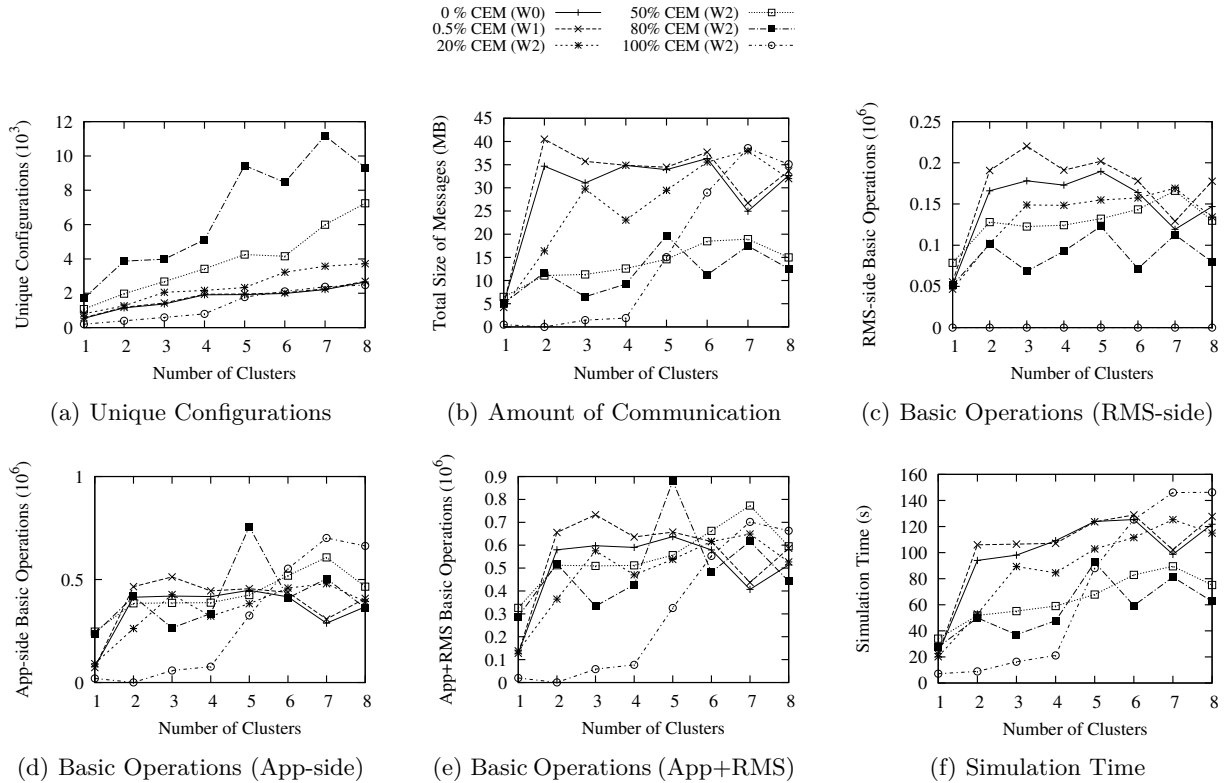 0 % CEM (W0)
0.5% CEM (W1)
20% CEM (W2)
50% CEM (W2)
80% CEM (W2)
100% CEM (W2)
Unique Configurations (10^3)
12
10
8
6
4
2
0
1 2 3 4 5 6 7 8
Number of Clusters
(a) Unique Configurations
Total Size of Messages (MB)
45
40
35
30
25
20
15
10
5
0
1 2 3 4 5 6 7 8
Number of Clusters
(b) Amount of Communication
RMS-side Basic Operations (10^6)
0.25
0.2
0.15
0.1
0.05
0
1 2 3 4 5 6 7 8
Number of Clusters
(c) Basic Operations (RMS-side)
App-side Basic Operations (10^6)
1
0.5
0
1 2 3 4 5 6 7 8
Number of Clusters
(d) Basic Operations (App-side)
App+RMS Basic Operations (10^6)
0.9
0.8
0.7
0.6
0.5
0.4
0.3
0.2
0.1
0
1 2 3 4 5 6 7 8
Number of Clusters
(e) Basic Operations (App+RMS)
Simulation Time (s)
160
140
120
100
80
60
40
20
0
1 2 3 4 5 6 7 8
Number of Clusters
(f) Simulation Time